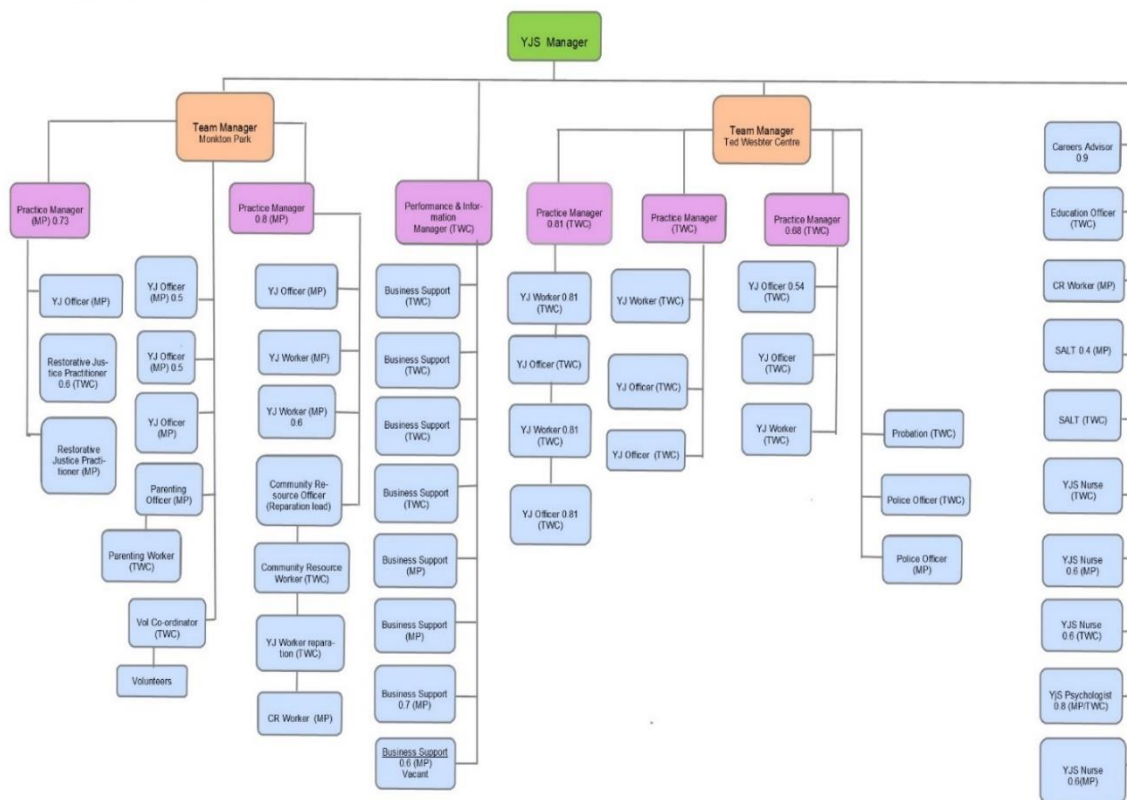 YJS Manager
Team Manager
Monkton Park
Practice Manager
(MP) 0.73
YJ Officer (MP)
Restorative Jus-
tice Practitioner
0.6 (TWC)
Restorative
Justice Practi-
tioner (MP)
YJ Officer
(MP) 0.5
YJ Officer
(MP) 0.5
YJ Officer
(MP)
Parenting
Officer (MP)
Parenting Worker
(TWC)
Vol Co-ordinator
(TWC)
Volunteers
Practice Manager
0.8 (MP)
YJ Officer (MP)
YJ Worker (MP)
YJ Worker (MP)
0.6
Community Re-
source Officer
(Reparation lead)
Community Resource
Worker (TWC)
YJ Worker repara-
tion (TWC)
CR Worker (MP)
Performance & Infor-
mation
Manager (TWC)
Business Support
(TWC)
Business Support
(TWC)
Business Support
(TWC)
Business Support
(TWC)
Business Support
(MP)
Business Support
(MP)
Business Support
0.7 (MP)
Business Support
0.6 (MP)
Vacant
Team Manager
Ted Wesbter Centre
Practice Manager
0.81 (TWC)
YJ Worker 0.81
(TWC)
YJ Officer (TWC)
YJ Worker 0.81
(TWC)
YJ Officer 0.81
(TWC)
Practice Manager
(TWC)
YJ Worker (TWC)
YJ Officer (TWC)
YJ Officer (TWC)
Practice Manager
0.68 (TWC)
YJ Officer 0.54
(TWC)
YJ Officer
(TWC)
YJ Worker
(TWC)
Probation (TWC)
Police Officer (TWC)
Police Officer
(MP)
Careers Advisor
0.9
Education Officer
(TWC)
CR Worker (MP)
SALT 0.4 (MP)
SALT (TWC)
YJS Nurse
(TWC)
YJS Nurse
0.6 (MP)
YJS Nurse
0.6 (TWC)
YjS Psychologist
0.8 (MP/TWC)
YJS Nurse
0.6(MP)